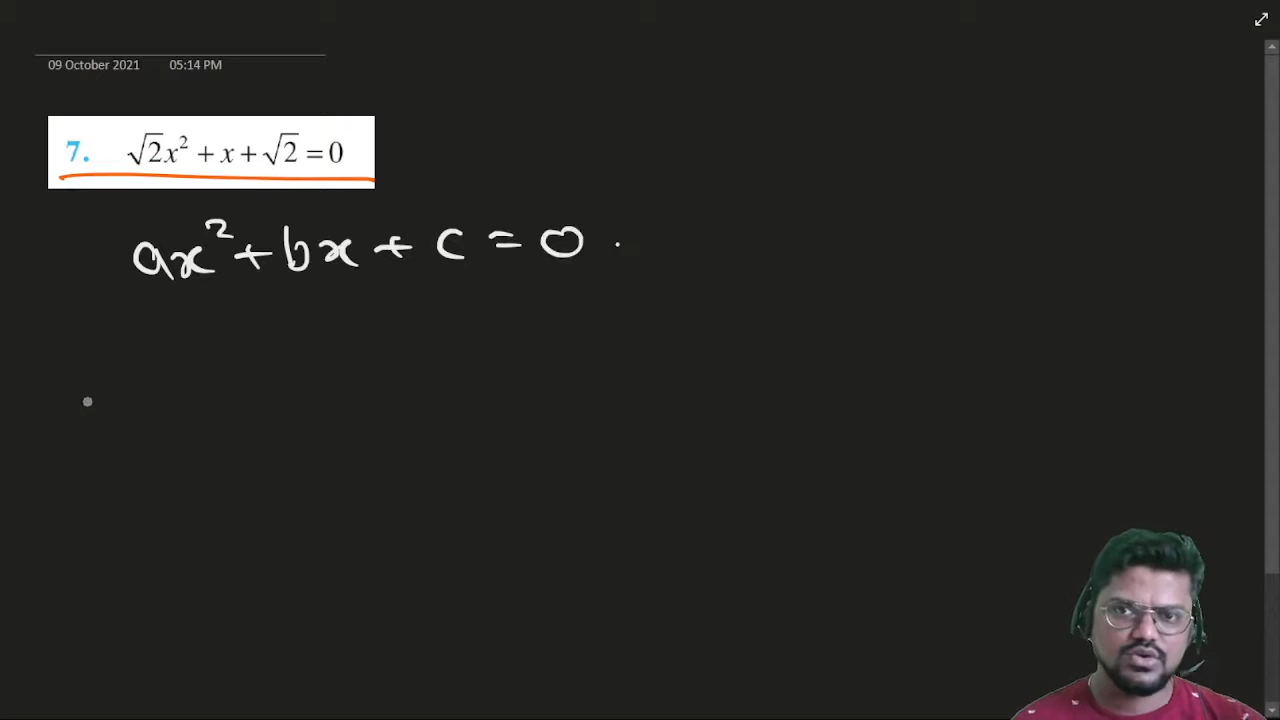 09 October 2021 05:14 PM
7. √2x² + x + √2 = 0
ax² + bx + c = 0 .